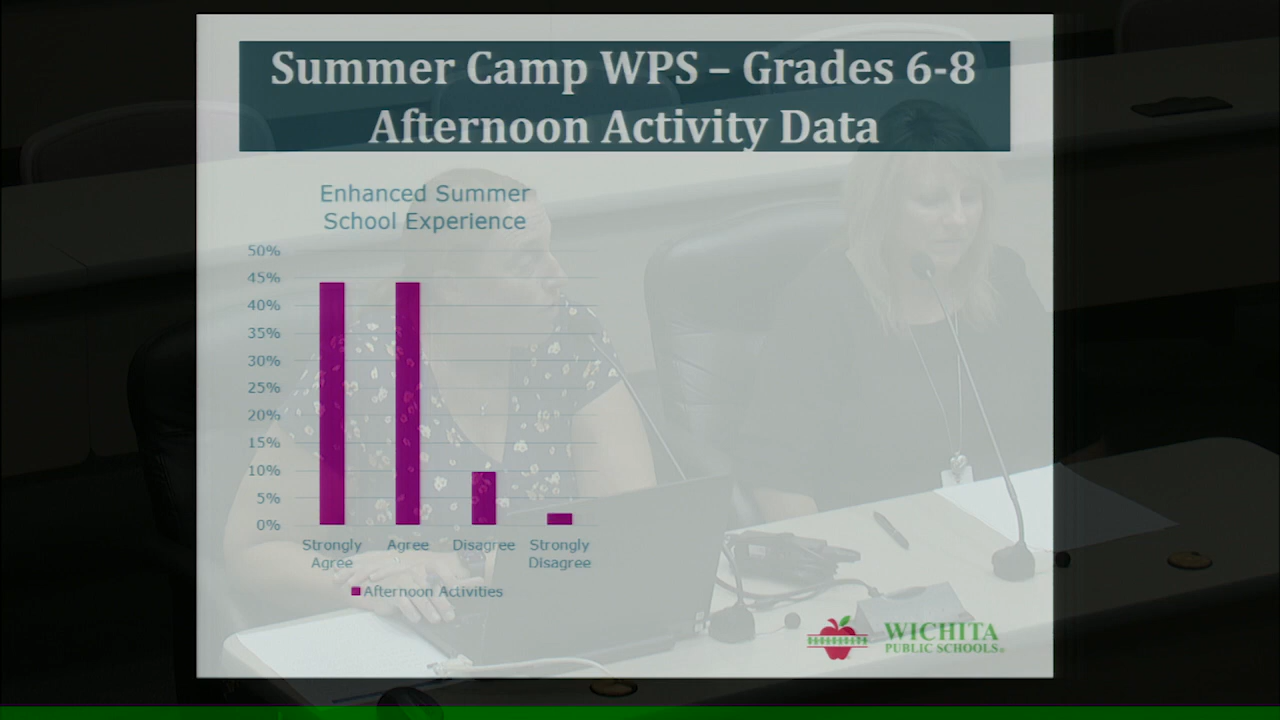 Summer Camp WPS – Grades 6-8
Afternoon Activity Data
Enhanced Summer
School Experience
50%
45%
40%
35%
30%
25%
20%
15%
10%
5%
0%
Strongly Agree
Agree
Disagree
Strongly Disagree
Afternoon Activities
WICHITA
PUBLIC SCHOOLS